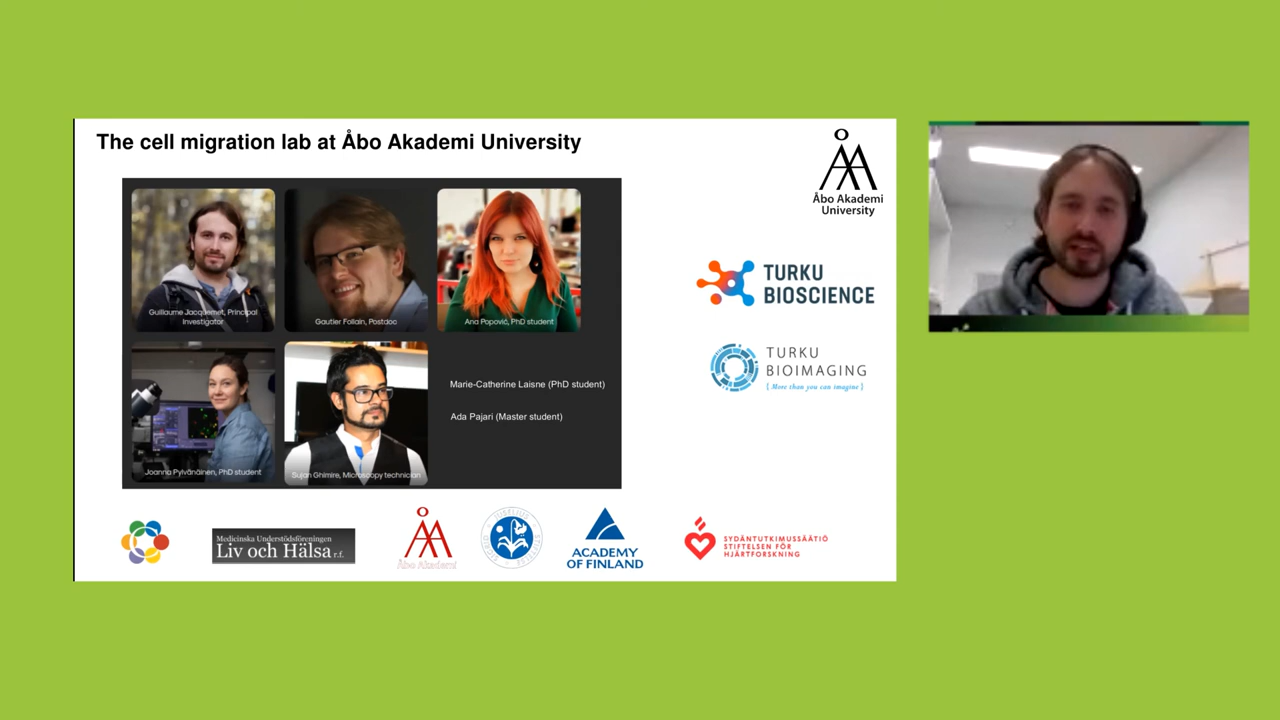 The cell migration lab at Åbo Akademi University
Åbo Akademi
University
Guillaume Jacquemet, Principal
Investigator
Gautier Follain, Postdoc
Ana Popović, PhD student
TURKU
BIOSCIENCE
TURKU
BIOIMAGING
{ More than you can imagine }
Joanna Pylvänäinen, PhD student
Sujan Ghimire, Microscopy technician
Marie-Catherine Laisne (PhD student)
Ada Pajari (Master student)
Medicinska Understödsföreningen
Liv och Hälsa r.f.
Åbo Akademi
ACADEMY
OF FINLAND
SYDÄNTUTKIMUSSÄÄTIÖ
STIFTELSEN FÖR
HJÄRTFORSKNING